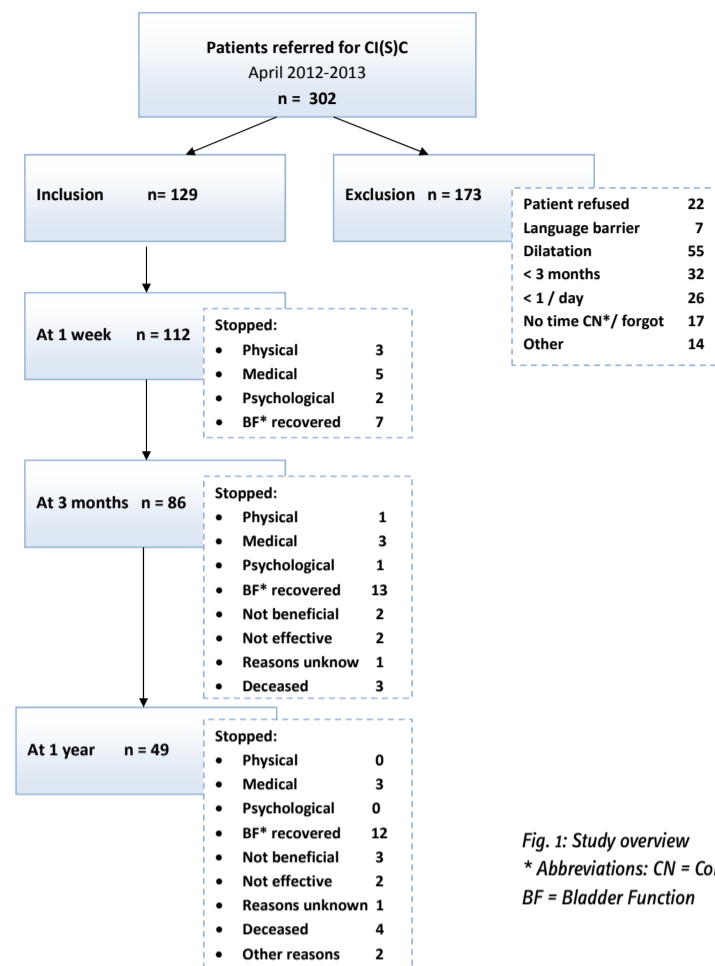 Patients referred for CI(S)C
April 2012-2013
n = 302
Inclusion n= 129
Exclusion n = 173
Patient refused 22
Language barrier 7
Dilatation 55
< 3 months 32
< 1 / day 26
No time CN*/ forgot 17
Other 14
At 1 week n = 112
Stopped:
• Physical 3
• Medical 5
• Psychological 2
• BF* recovered 7
At 3 months n = 86
Stopped:
• Physical 1
• Medical 3
• Psychological 1
• BF* recovered 13
• Not beneficial 2
• Not effective 2
• Reasons unknow 1
• Deceased 3
At 1 year n = 49
Stopped:
• Physical 0
• Medical 3
• Psychological 0
• BF* recovered 12
• Not beneficial 3
• Not effective 2
• Reasons unknown 1
• Deceased 4
• Other reasons 2
Fig. 1: Study overview
* Abbreviations: CN = Co
BF = Bladder Function